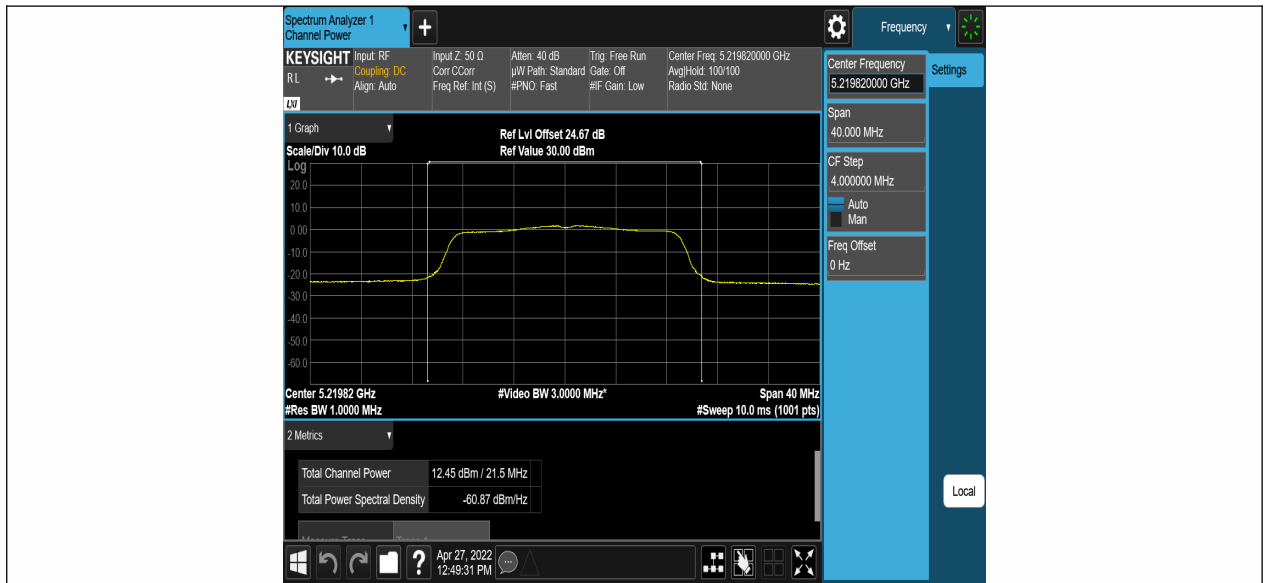 Spectrum Analyzer 1
Channel Power
+
Frequency
KEYSIGHT
RL
LXI
Input: RF
Coupling: DC
Align: Auto
Input Z: 50 Ω
Corr CCorr
Freq Ref: Int (S)
Atten: 40 dB
µW Path: Standard
#PNO: Fast
Trig: Free Run
Gate: Off
#IF Gain: Low
Center Freq: 5.219820000 GHz
Avg|Hold: 100/100
Radio Std: None
Center Frequency
5.219820000 GHz
Settings
Span
40.000 MHz
CF Step
4.000000 MHz
Auto
Man
Freq Offset
0 Hz
Local
1 Graph
Scale/Div 10.0 dB
Ref Lvl Offset 24.67 dB
Ref Value 30.00 dBm
Log
20.0
10.0
0.00
-10.0
-20.0
-30.0
-40.0
-50.0
-60.0
Center 5.21982 GHz
#Video BW 3.0000 MHz*
Span 40 MHz
#Res BW 1.0000 MHz
#Sweep 10.0 ms (1001 pts)
2 Metrics
Total Channel Power 12.45 dBm / 21.5 MHz
Total Power Spectral Density -60.87 dBm/Hz
?
Apr 27, 2022
12:49:31 PM